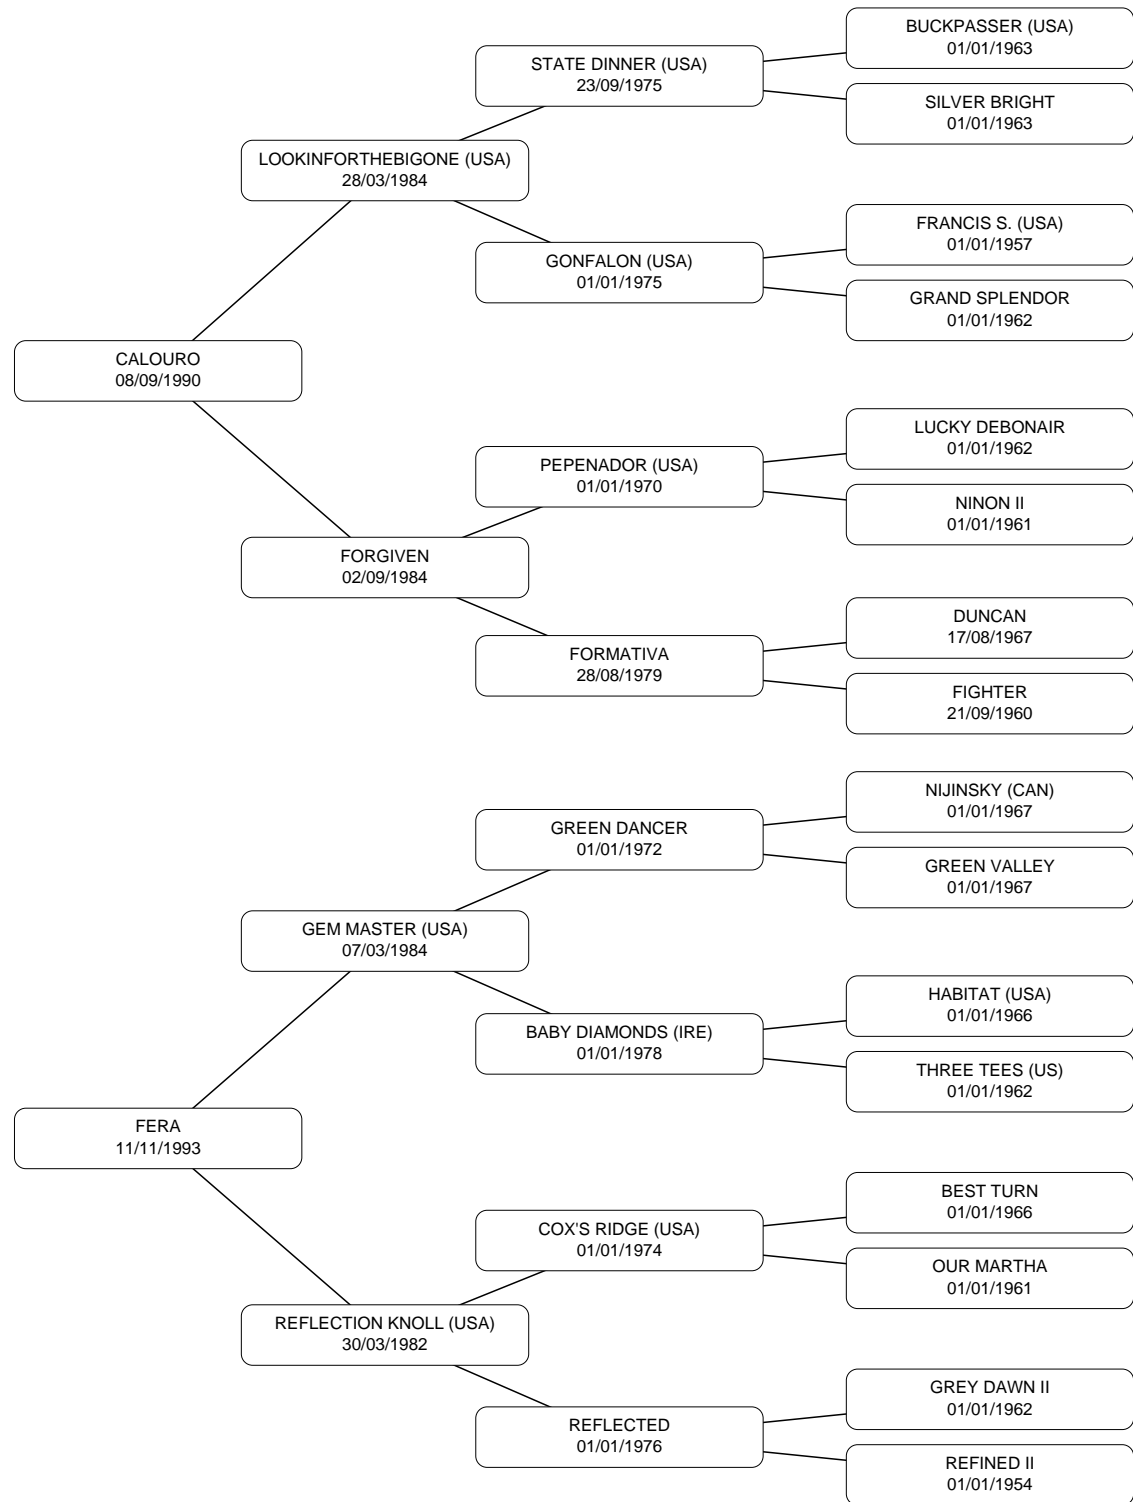 BUCKPASSER (USA)
01/01/1963
STATE DINNER (USA)
23/09/1975
SILVER BRIGHT
01/01/1963
LOOKINFORTHEBIGONE (USA)
28/03/1984
FRANCIS S. (USA)
01/01/1957
GONFALON (USA)
01/01/1975
GRAND SPLENDOR
01/01/1962
CALOURO
08/09/1990
LUCKY DEBONAIR
01/01/1962
PEPENADOR (USA)
01/01/1970
NINON II
01/01/1961
FORGIVEN
02/09/1984
DUNCAN
17/08/1967
FORMATIVA
28/08/1979
FIGHTER
21/09/1960
NIJINSKY (CAN)
01/01/1967
GREEN DANCER
01/01/1972
GREEN VALLEY
01/01/1967
GEM MASTER (USA)
07/03/1984
HABITAT (USA)
01/01/1966
BABY DIAMONDS (IRE)
01/01/1978
THREE TEES (US)
01/01/1962
FERA
11/11/1993
BEST TURN
01/01/1966
COX'S RIDGE (USA)
01/01/1974
OUR MARTHA
01/01/1961
REFLECTION KNOLL (USA)
30/03/1982
GREY DAWN II
01/01/1962
REFLECTED
01/01/1976
REFINED II
01/01/1954